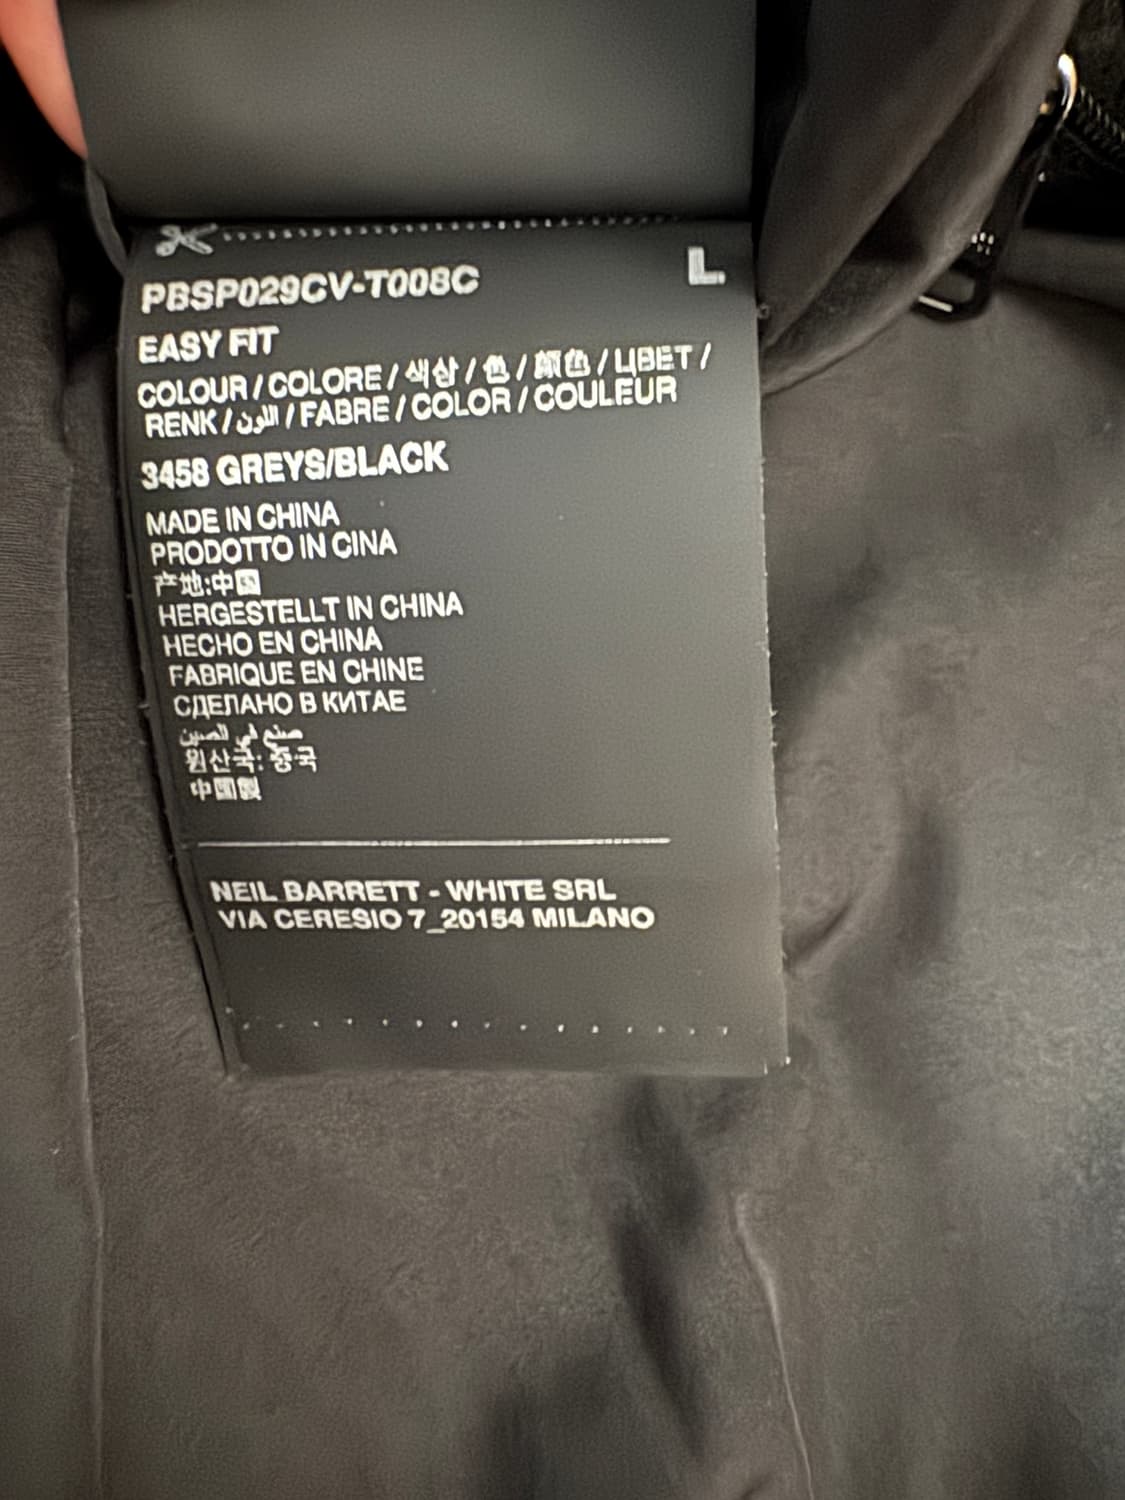 PBSP029CV-T008C
L
EASY FIT
COLOUR / COLORE / 색상 / 色 / 顏色 / ЦВЕТ /
RENK / اللون / FABRE / COLOR / COULEUR
3458 GREYS/BLACK
MADE IN CHINA
PRODOTTO IN CINA
产地:中国
HERGESTELLT IN CHINA
HECHO EN CHINA
FABRIQUE EN CHINE
СДЕЛАНО В КИТАЕ
صنع في الصين
원산국: 중국
中國製
NEIL BARRETT - WHITE SRL
VIA CERESIO 7_20154 MILANO